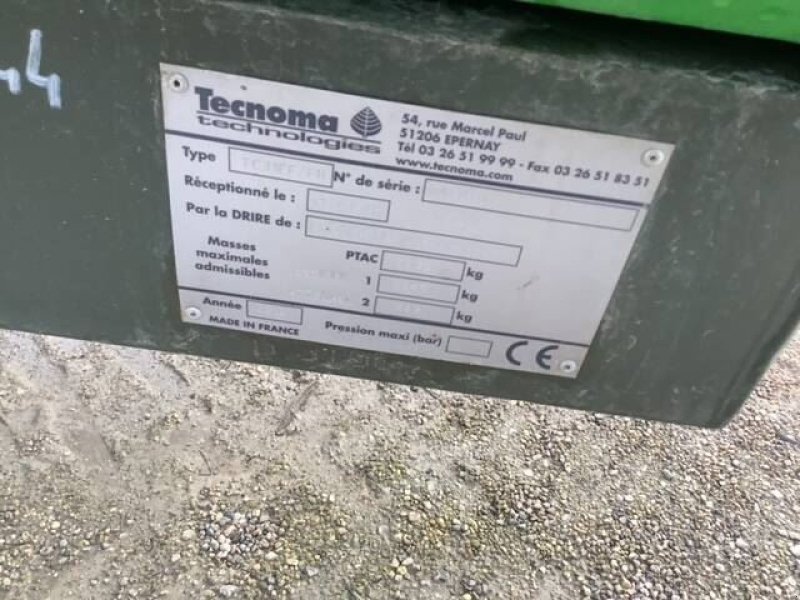 Tecnoma
technologies
54, rue Marcel Paul
51206 EPERNAY
Tél 03 26 51 99 99 - Fax 03 26 51 83 51
www.tecnoma.com
Type N° de série :
Réceptionné le :
Par la DRIRE de :
Masses
maximales
admissibles
PTAC kg
1 kg
2 kg
Année
MADE IN FRANCE
Pression maxi (bar)
CE